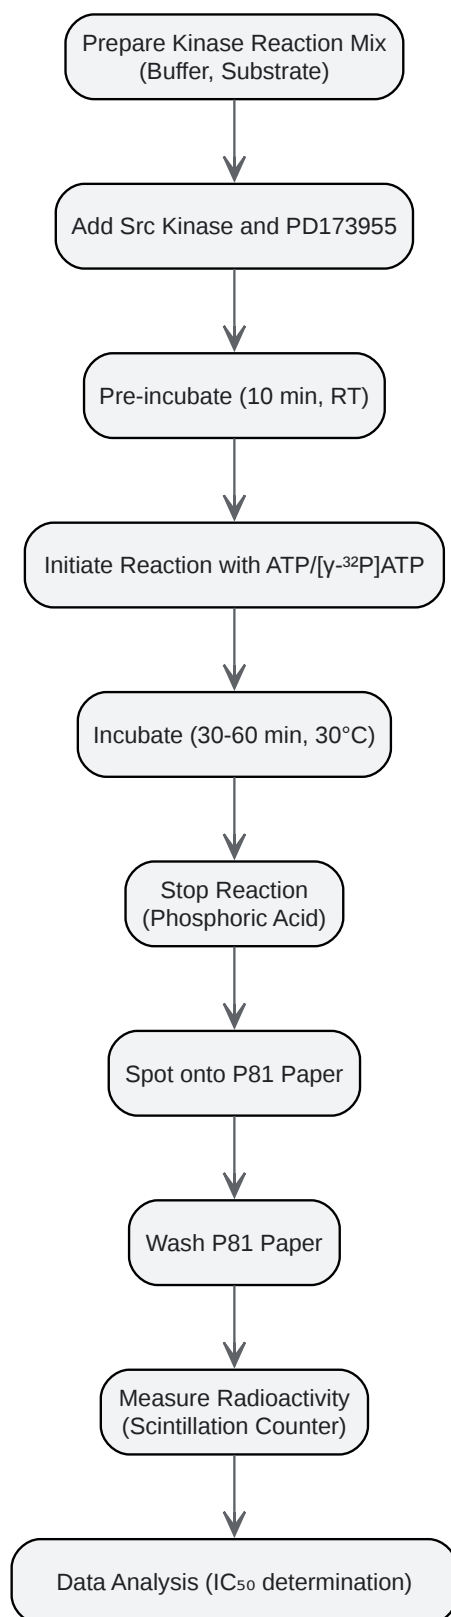 Prepare Kinase Reaction Mix
(Buffer, Substrate)
Add Src Kinase and PD173955
Pre-incubate (10 min, RT)
Initiate Reaction with ATP/[γ-³²P]ATP
Incubate (30-60 min, 30°C)
Stop Reaction
(Phosphoric Acid)
Spot onto P81 Paper
Wash P81 Paper
Measure Radioactivity
(Scintillation Counter)
Data Analysis (IC₅₀ determination)